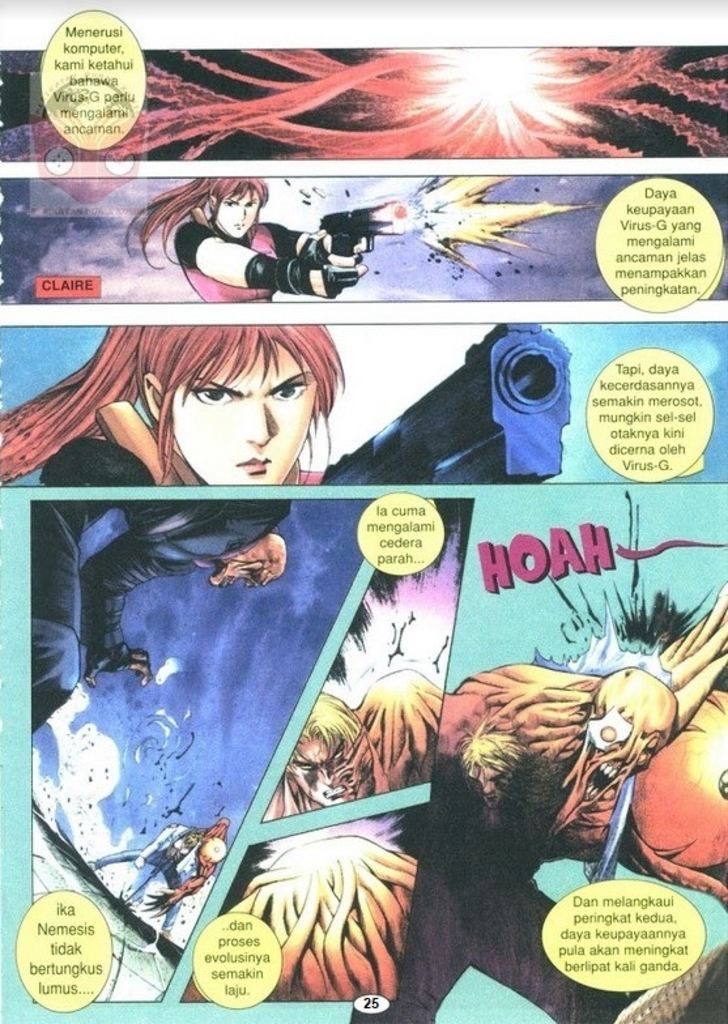 Menerusi
komputer,
kami ketahui
bahawa
Virus-G perlu
mengalami
ancaman.
Daya
keupayaan
Virus-G yang
mengalami
ancaman jelas
menampakkan
peningkatan.
CLAIRE
Tapi, daya
kecerdasannya
semakin merosot,
mungkin sel-sel
otaknya kini
dicerna oleh
Virus-G.
Ia cuma
mengalami
cedera
parah...
HOAH
ika
Nemesis
tidak
bertungkus
lumus....
..dan
proses
evolusinya
semakin
laju.
Dan melangkaui
peringkat kedua,
daya keupayaannya
pula akan meningkat
berlipat kali ganda.
25